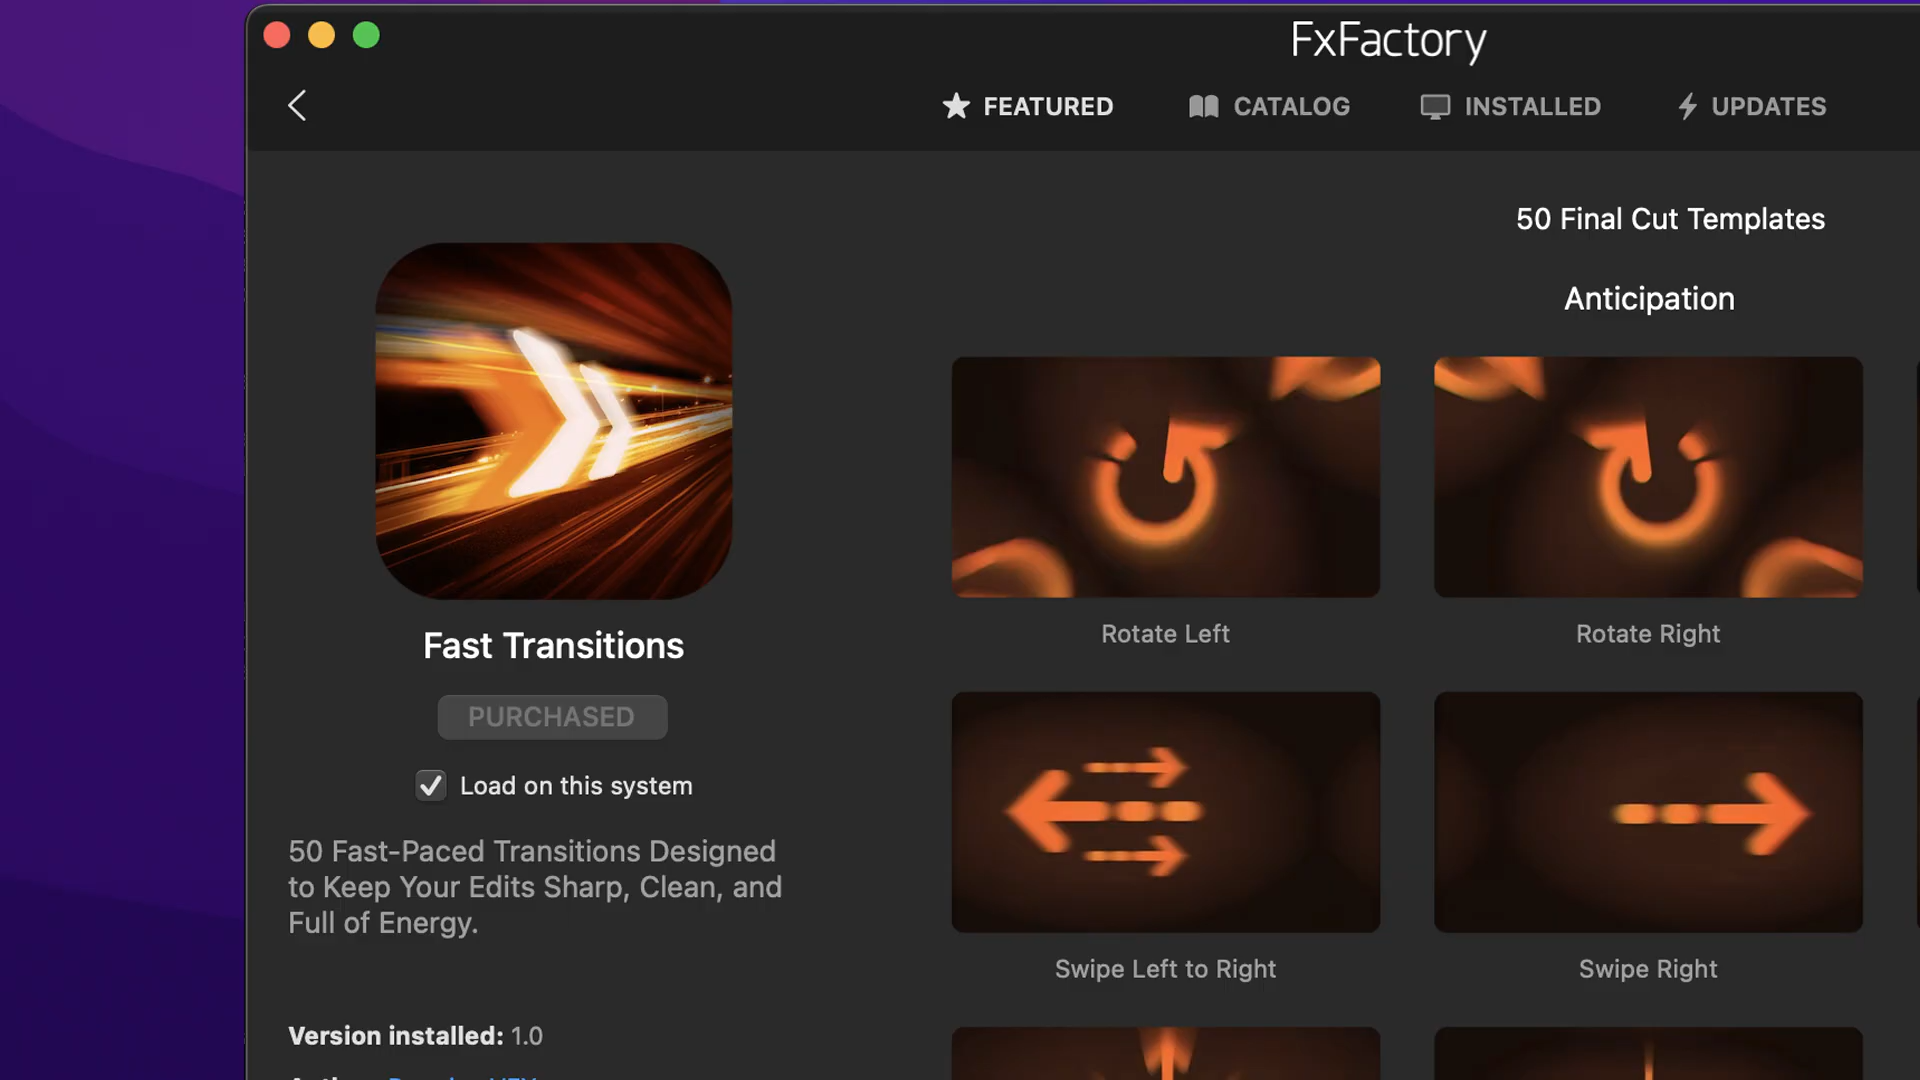 FxFactory
FEATURED
CATALOG
INSTALLED
UPDATES
50 Final Cut Templates
Anticipation
Rotate Left
Rotate Right
Swipe Left to Right
Swipe Right
Fast Transitions
PURCHASED
Load on this system
50 Fast-Paced Transitions Designed
to Keep Your Edits Sharp, Clean, and
Full of Energy.
Version installed: 1.0